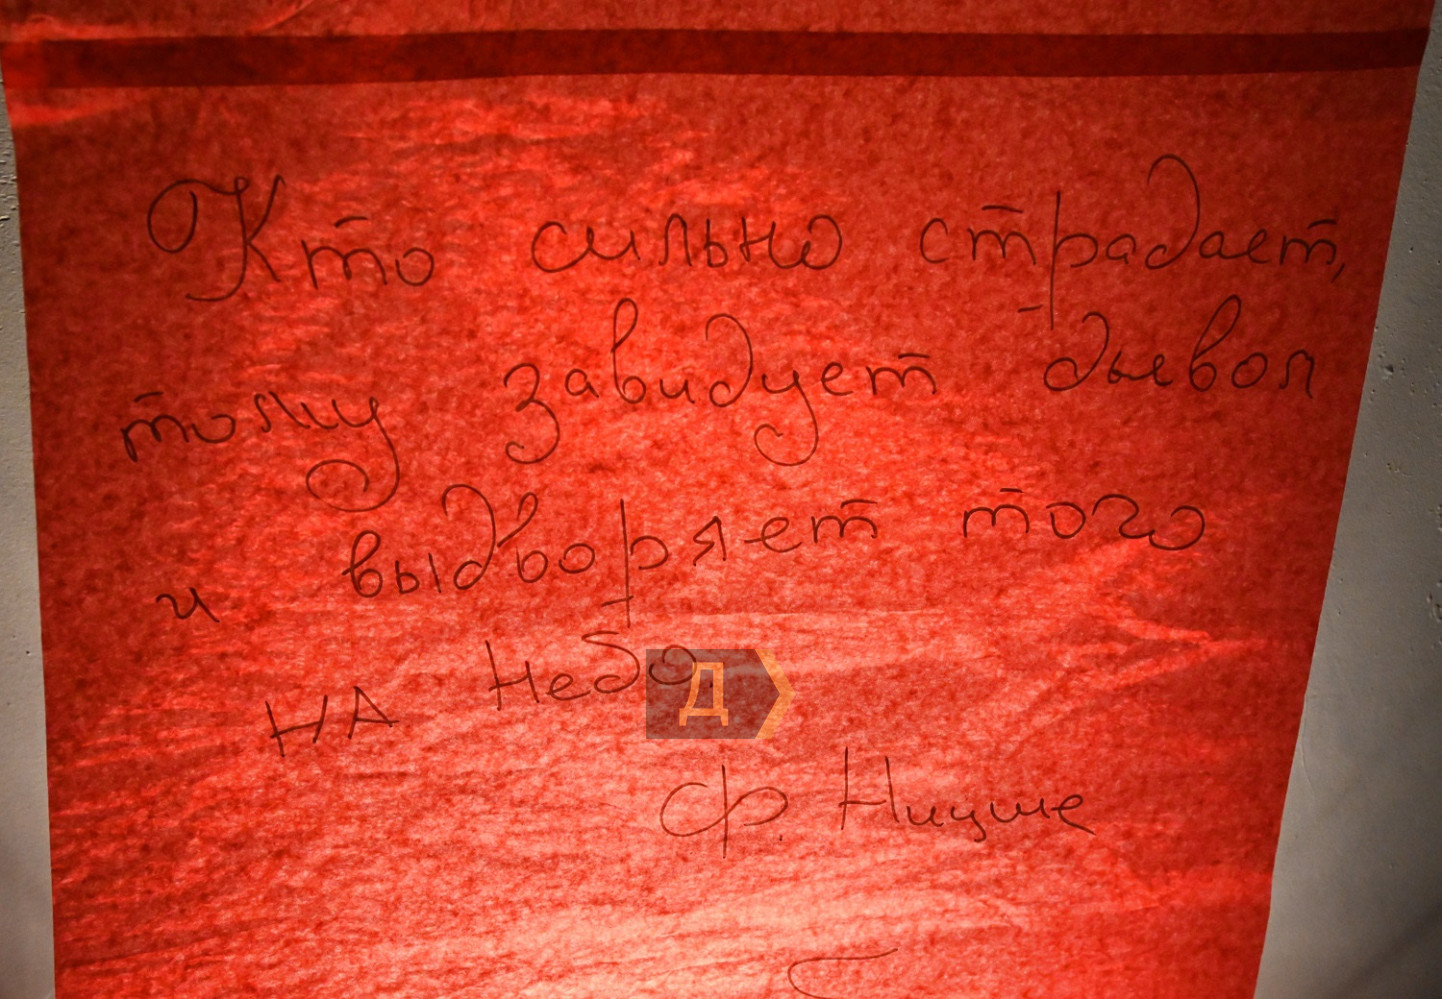 Кто сильно страдает,
тому завидует дьявол
и выдворяет того
на небо.
Ф. Ницше
Д